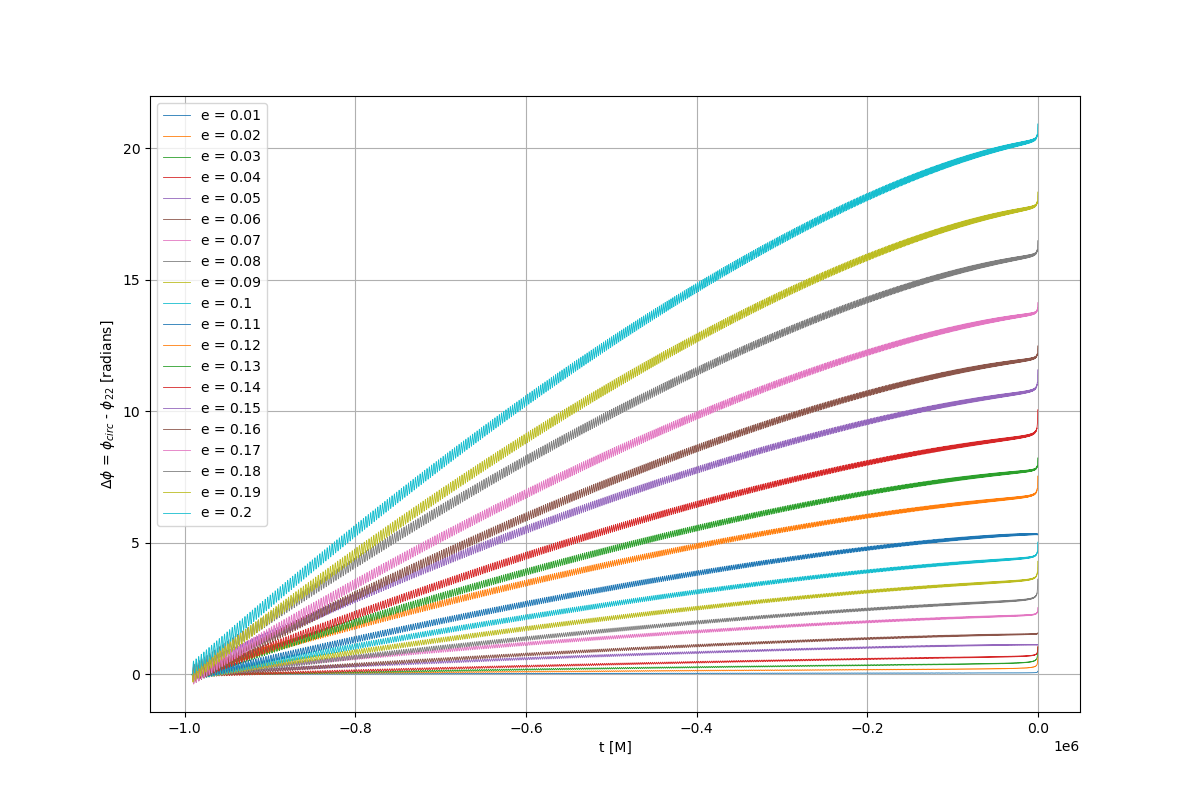 e = 0.01
e = 0.02
e = 0.03
e = 0.04
e = 0.05
e = 0.06
e = 0.07
e = 0.08
e = 0.09
e = 0.1
e = 0.11
e = 0.12
e = 0.13
e = 0.14
e = 0.15
e = 0.16
e = 0.17
e = 0.18
e = 0.19
e = 0.2
20
15
10
5
0
Δϕ = ϕ_circ - ϕ_22 [radians]
−1.0 −0.8 −0.6 −0.4 −0.2 0.0
1e6
t [M]